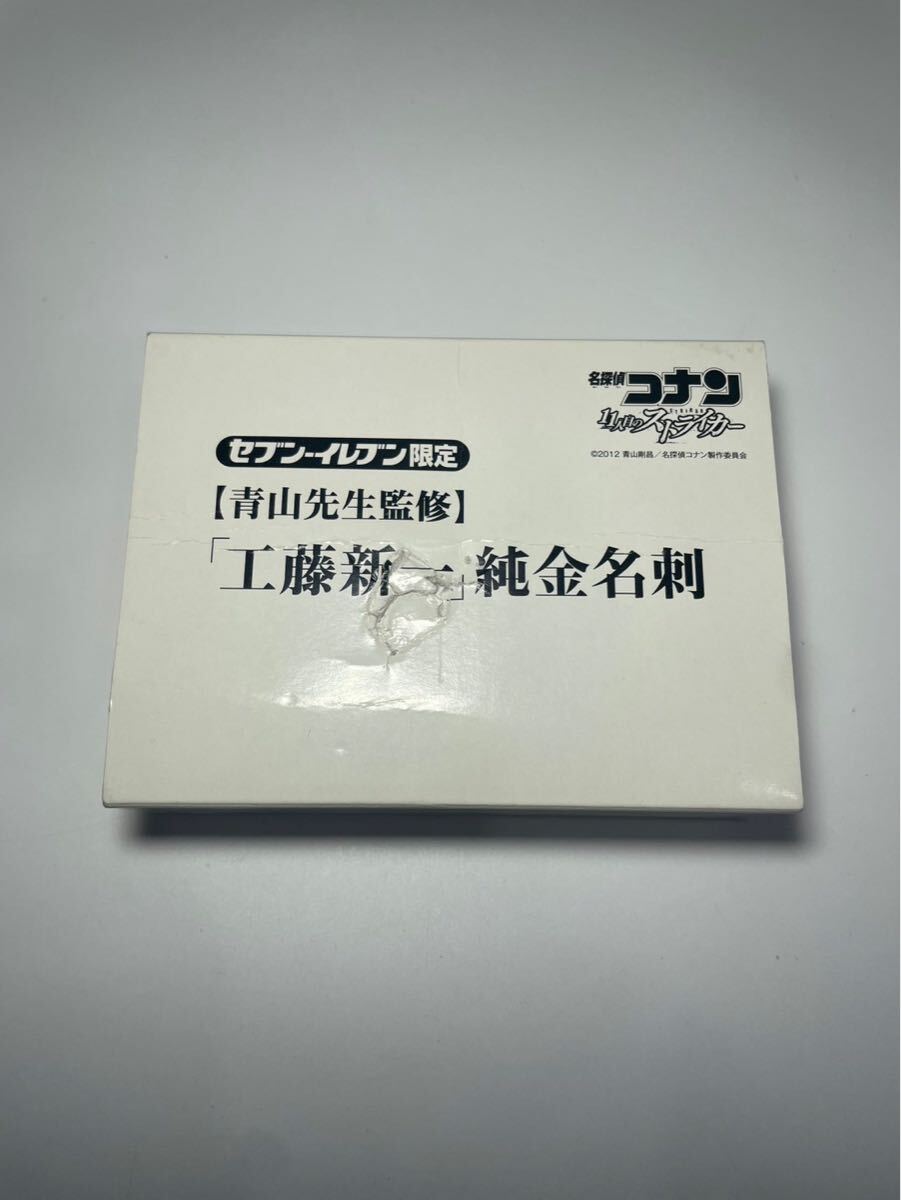 名探偵
コナン
STRIKER
11人目のストライカー
©2012 青山剛昌／名探偵コナン製作委員会
セブン-イレブン限定
【青山先生監修】
「工藤新一」純金名刺